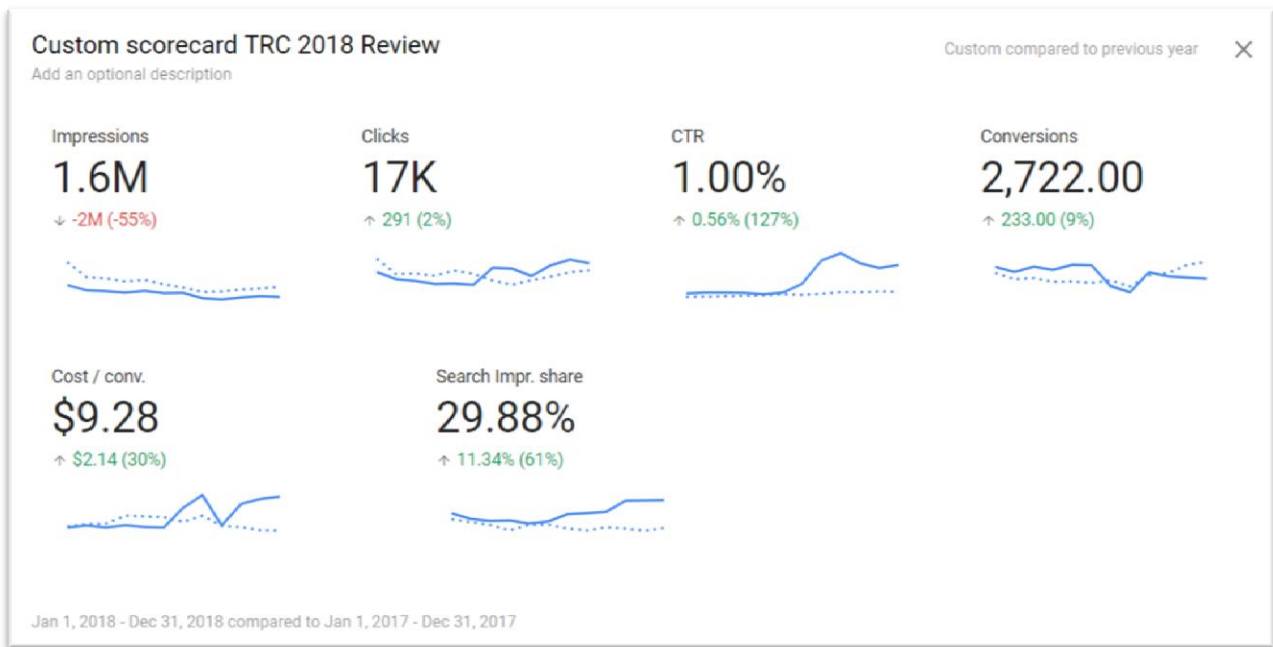 Custom scorecard TRC 2018 Review
Custom compared to previous year
Add an optional description
Impressions
1.6M
-2M (-55%)
Clicks
17K
291 (2%)
CTR
1.00%
0.56% (127%)
Conversions
2,722.00
233.00 (9%)
Cost / conv.
$9.28
$2.14 (30%)
Search Impr. share
29.88%
11.34% (61%)
Jan 1, 2018 - Dec 31, 2018 compared to Jan 1, 2017 - Dec 31, 2017